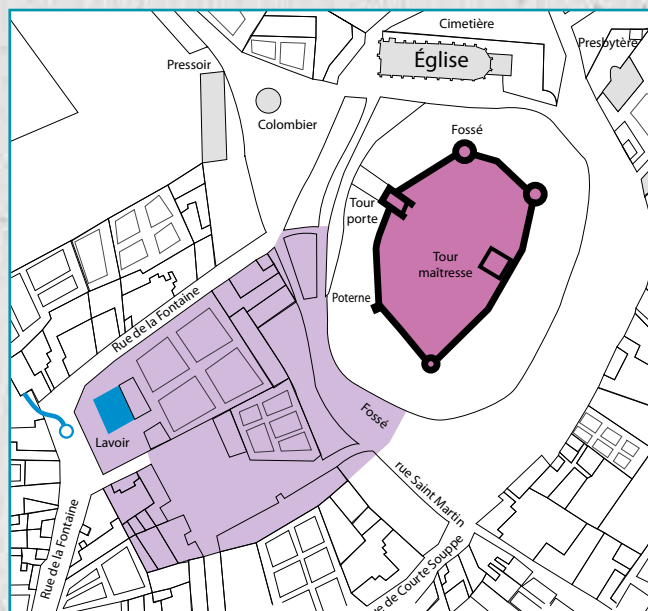 Cimetière
Église
Presbytère
Pressoir
Colombier
Fossé
Tour
porte
Tour
maîtresse
Poterne
Rue de la Fontaine
Lavoir
Fossé
rue Saint Martin
Rue de la Fontaine
de Courte Souppe